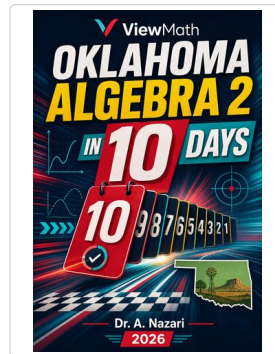 ViewMath
OKLAHOMA
ALGEBRA 2
IN 10 DAYS
10 9 8 7 6 5 4 3 2 1
Dr. A. Nazari
2026